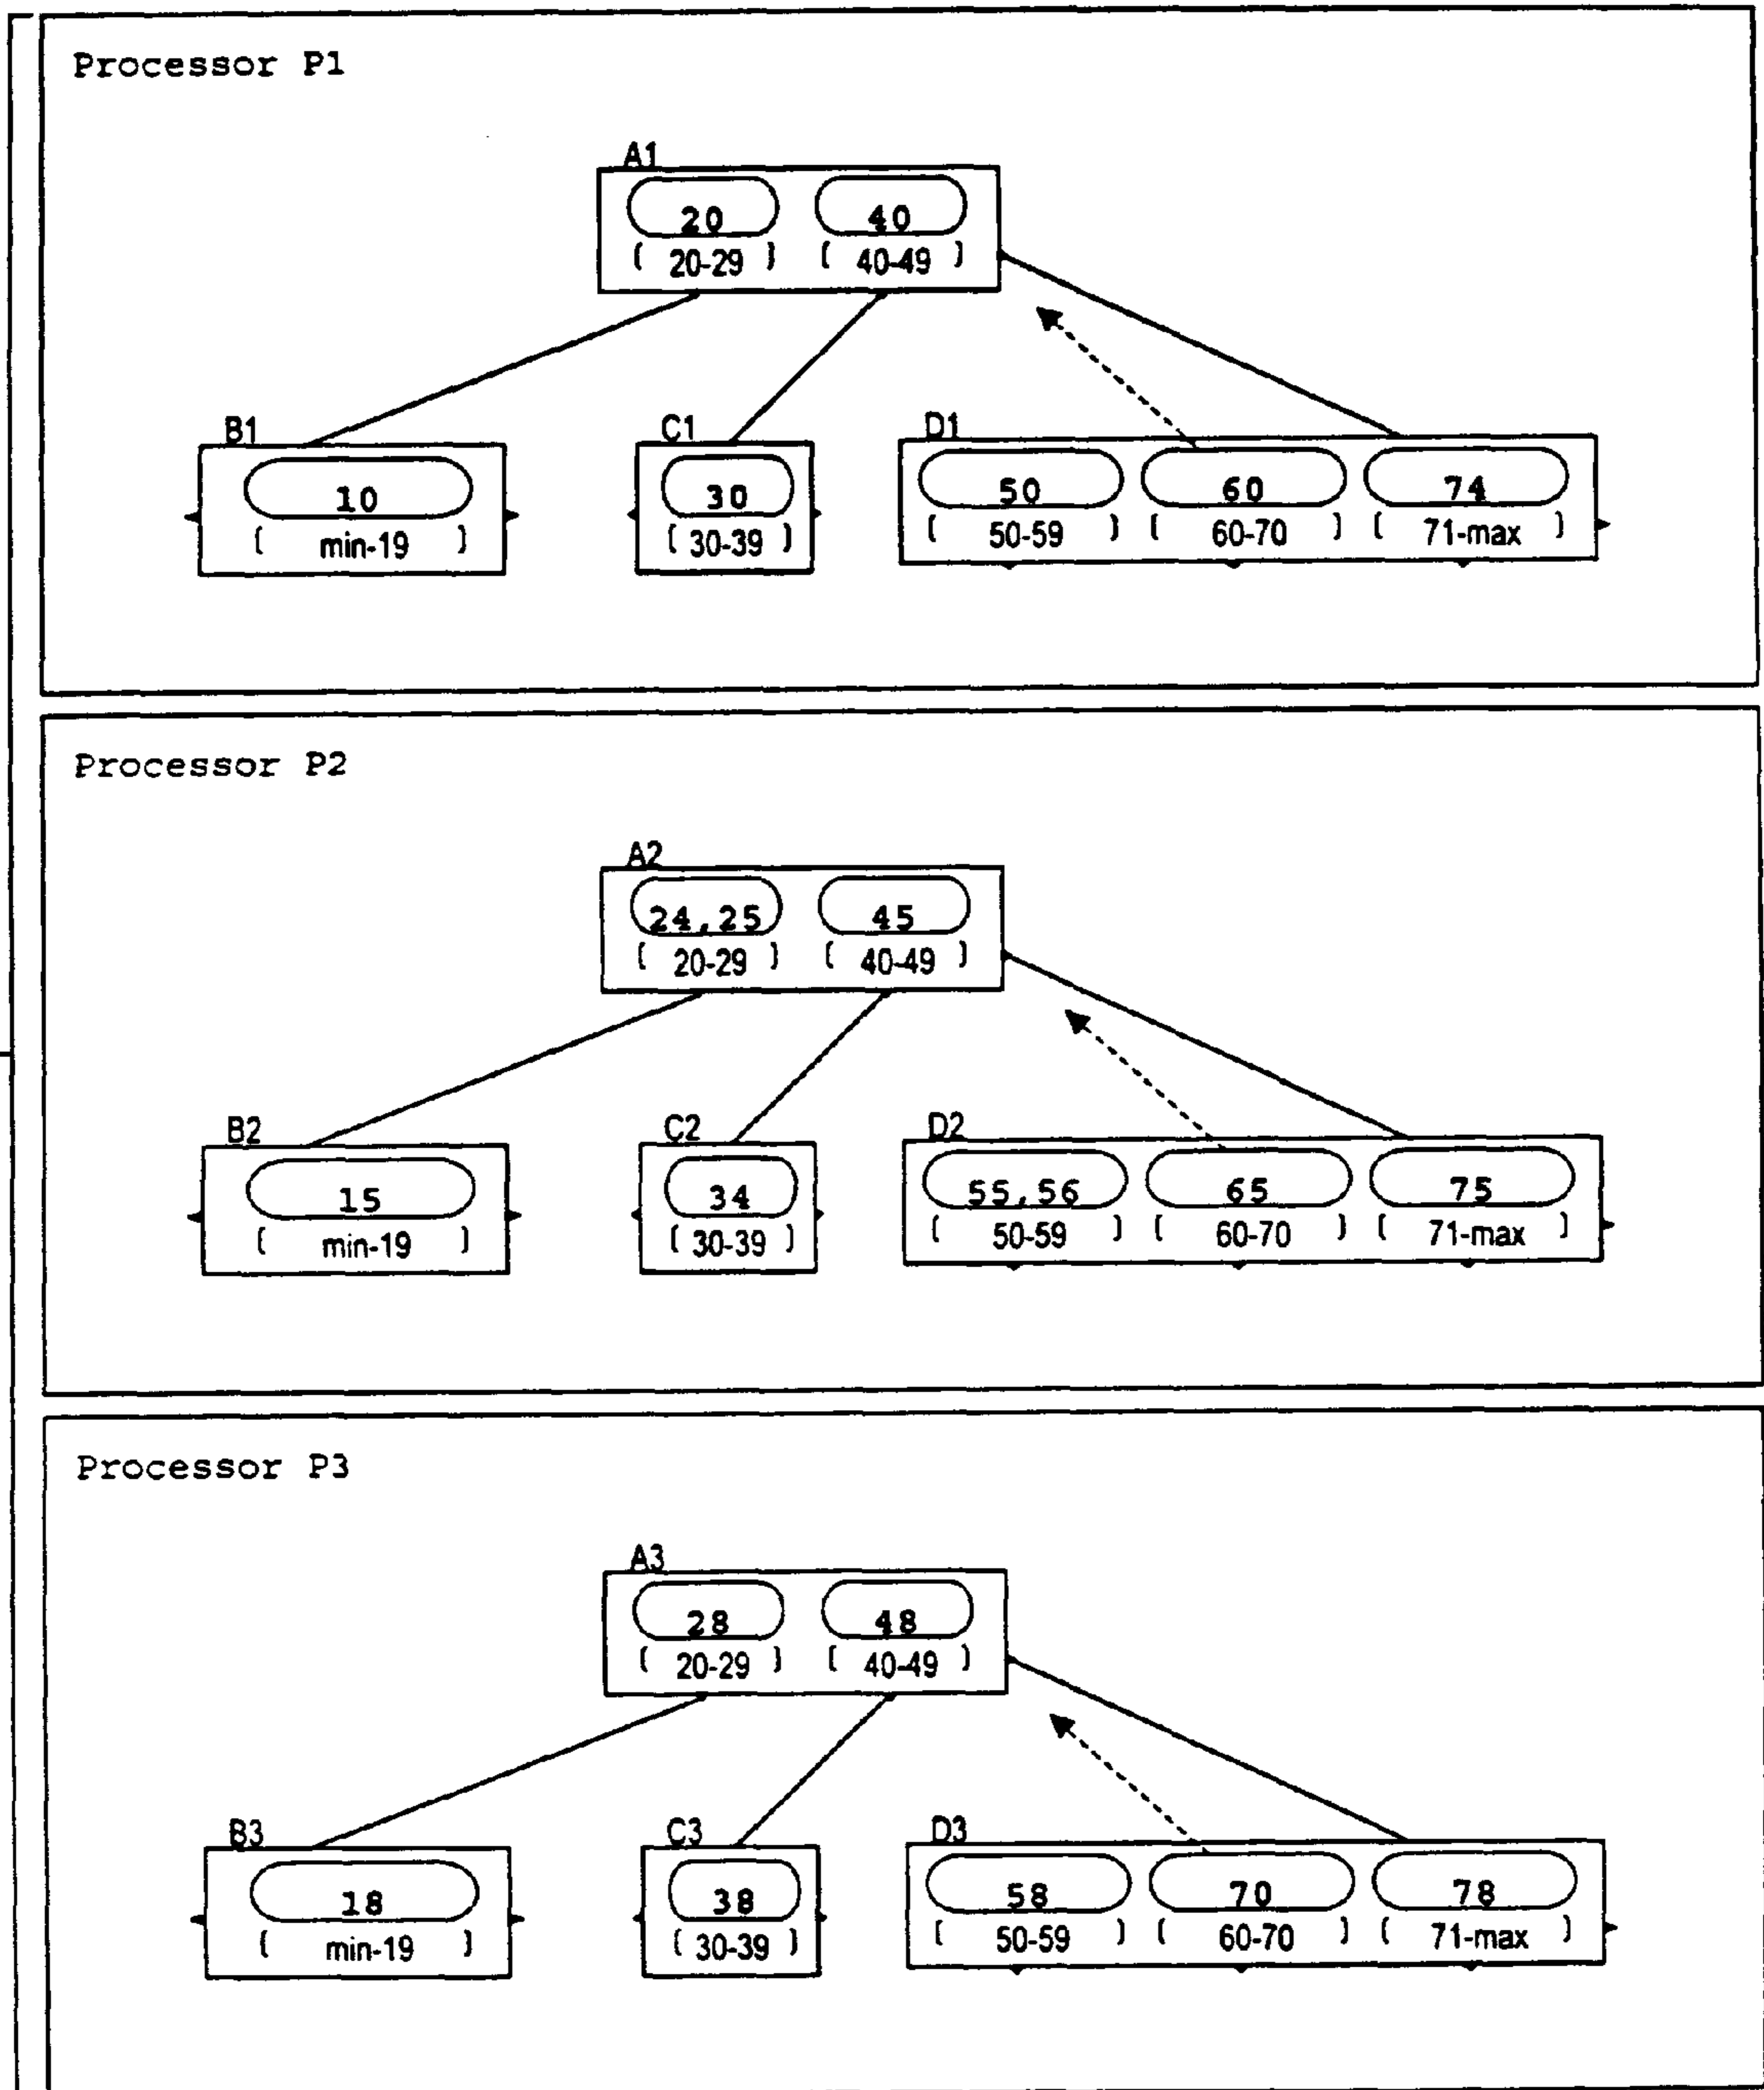 Processor P1
A1
20 40
[ 20-29 ] [ 40-49 ]
B1 C1 D1
10 30 50 60 74
[ min-19 ] [ 30-39 ] [ 50-59 ] [ 60-70 ] [ 71-max ]
Processor P2
A2
24,25 45
[ 20-29 ] [ 40-49 ]
B2 C2 D2
15 34 55,56 65 75
[ min-19 ] [ 30-39 ] [ 50-59 ] [ 60-70 ] [ 71-max ]
Processor P3
A3
28 48
[ 20-29 ] [ 40-49 ]
B3 C3 D3
18 38 58 70 78
[ min-19 ] [ 30-39 ] [ 50-59 ] [ 60-70 ] [ 71-max ]